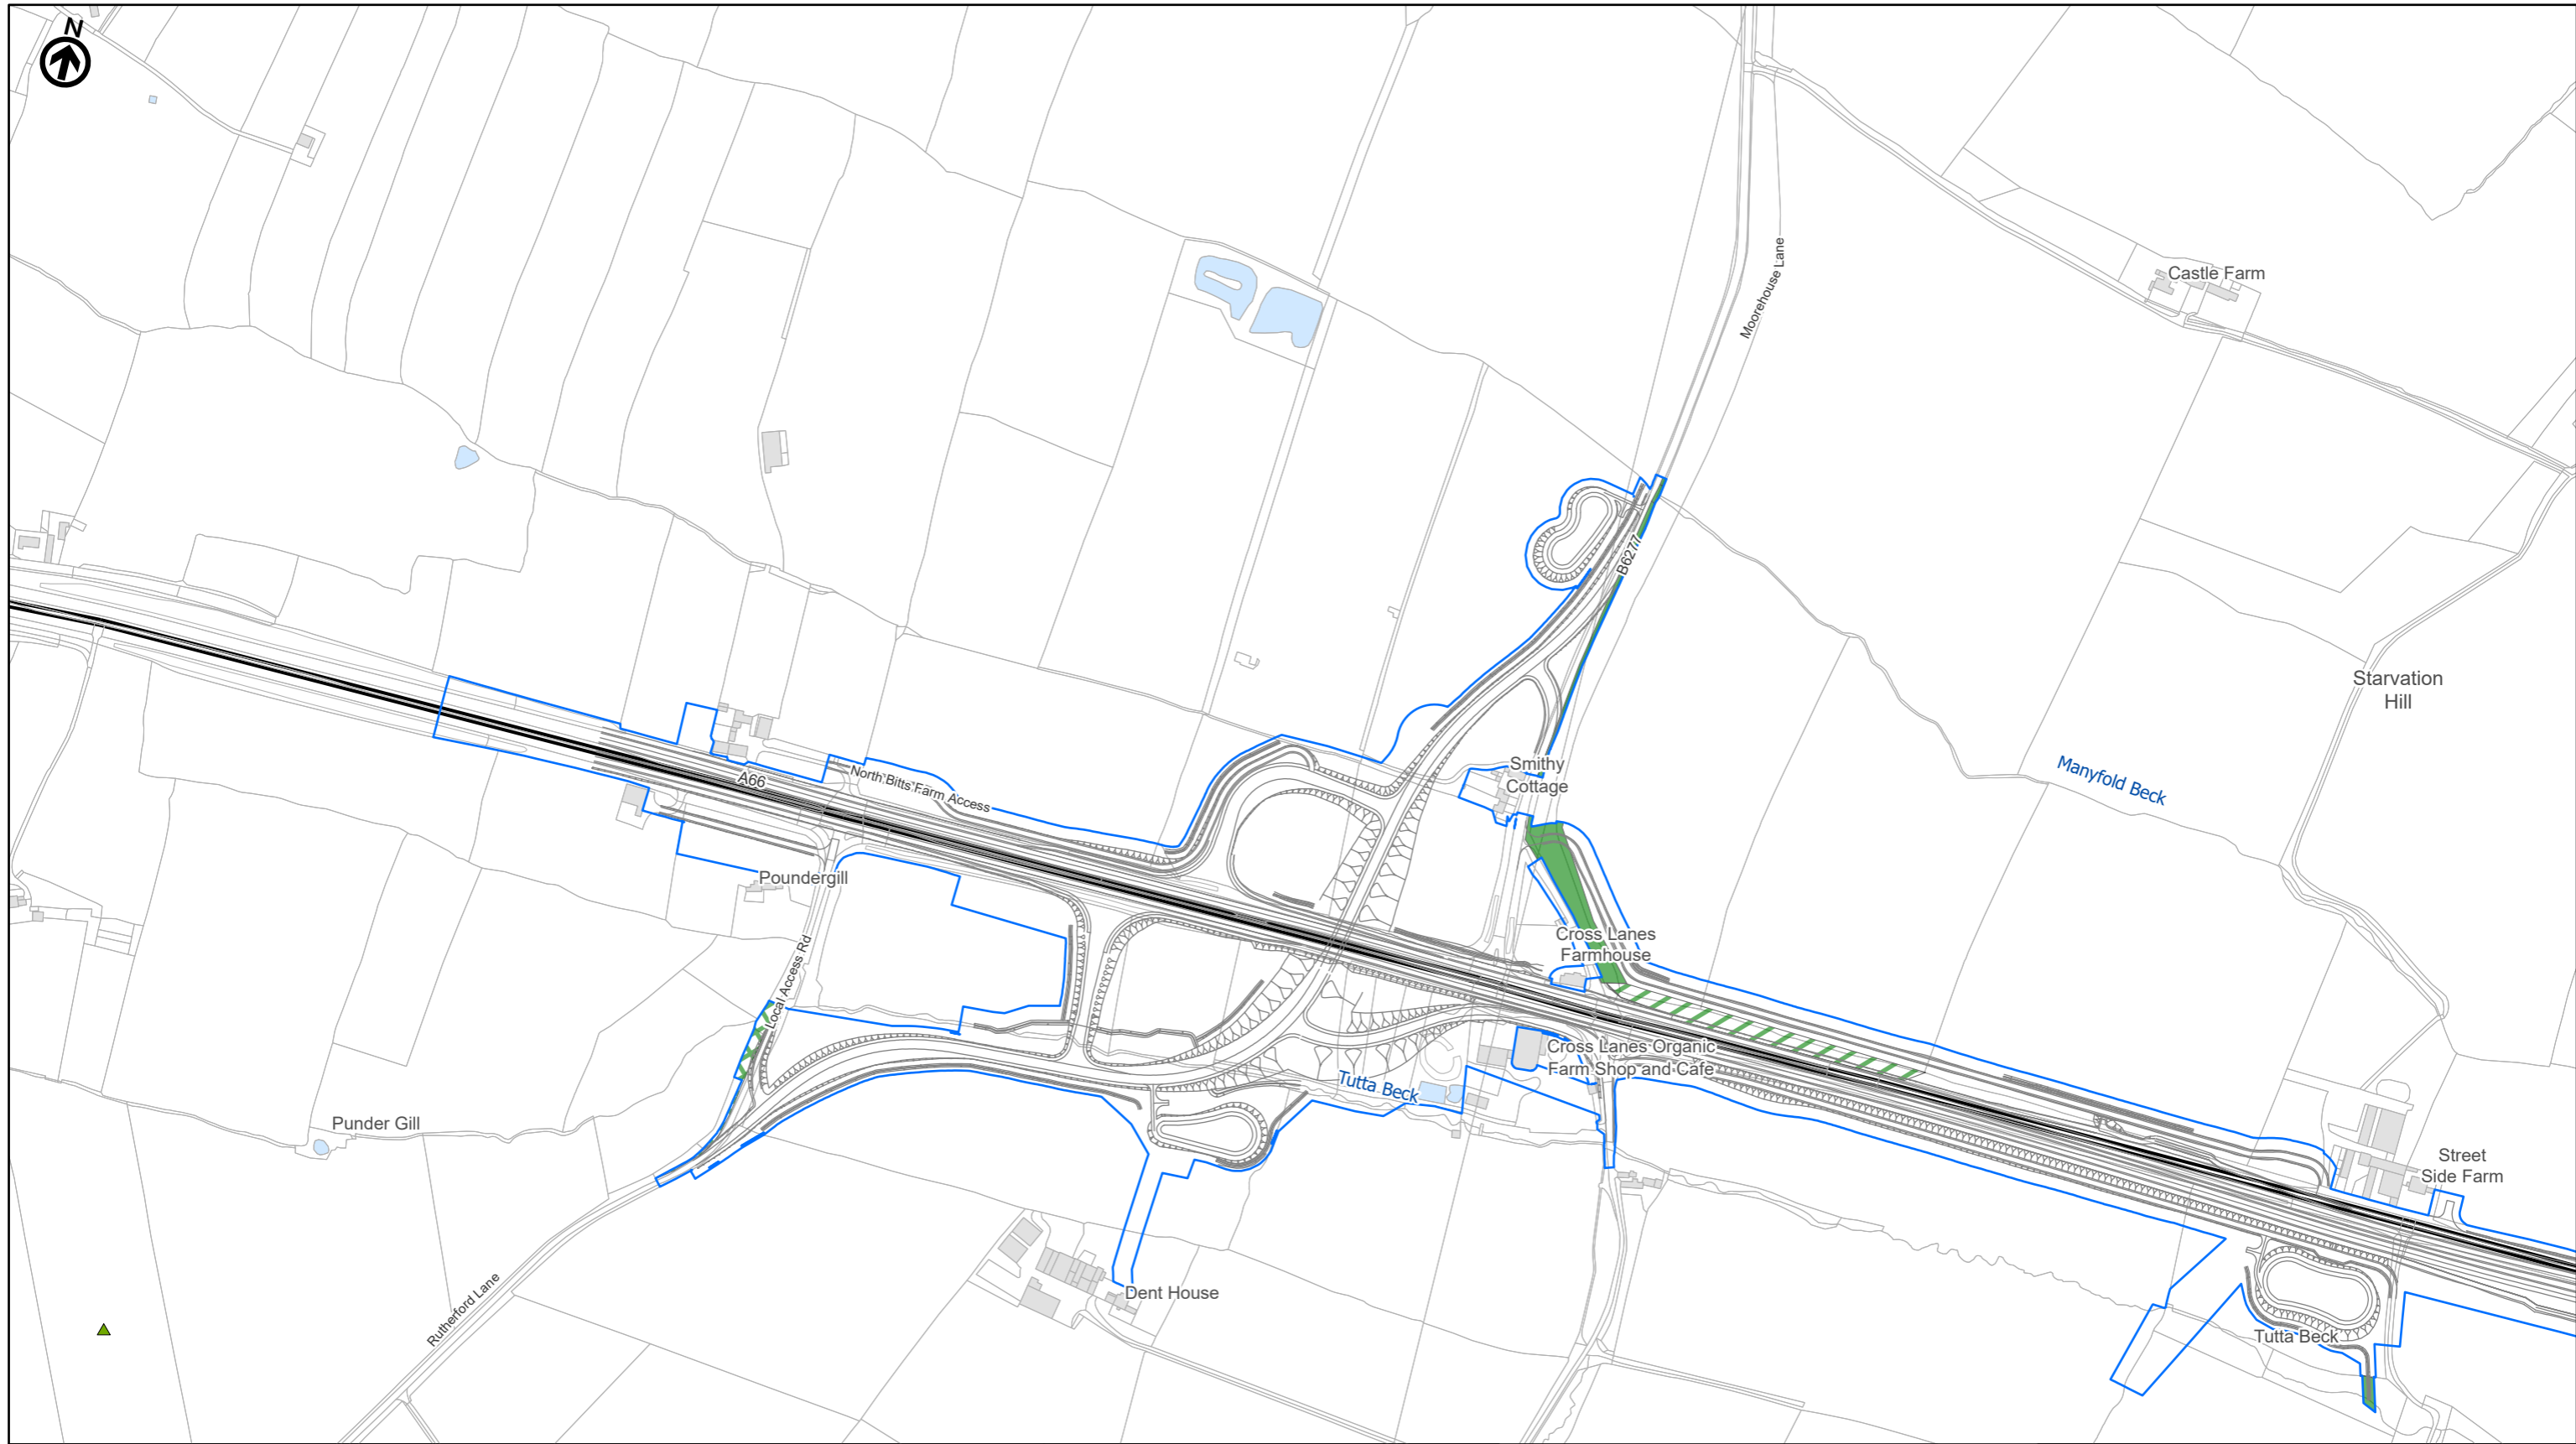 N
Moorehouse Lane
Castle Farm
B6277
Starvation
Hill
Smithy
Cottage
Manyfold Beck
A66
North Bitts Farm Access
Poundergill
Cross Lanes
Farmhouse
Local Access Rd
Cross Lanes Organic
Farm Shop and Cafe
Tutta Beck
Punder Gill
Street
Side Farm
Dent House
Rutherford Lane
Tutta Beck